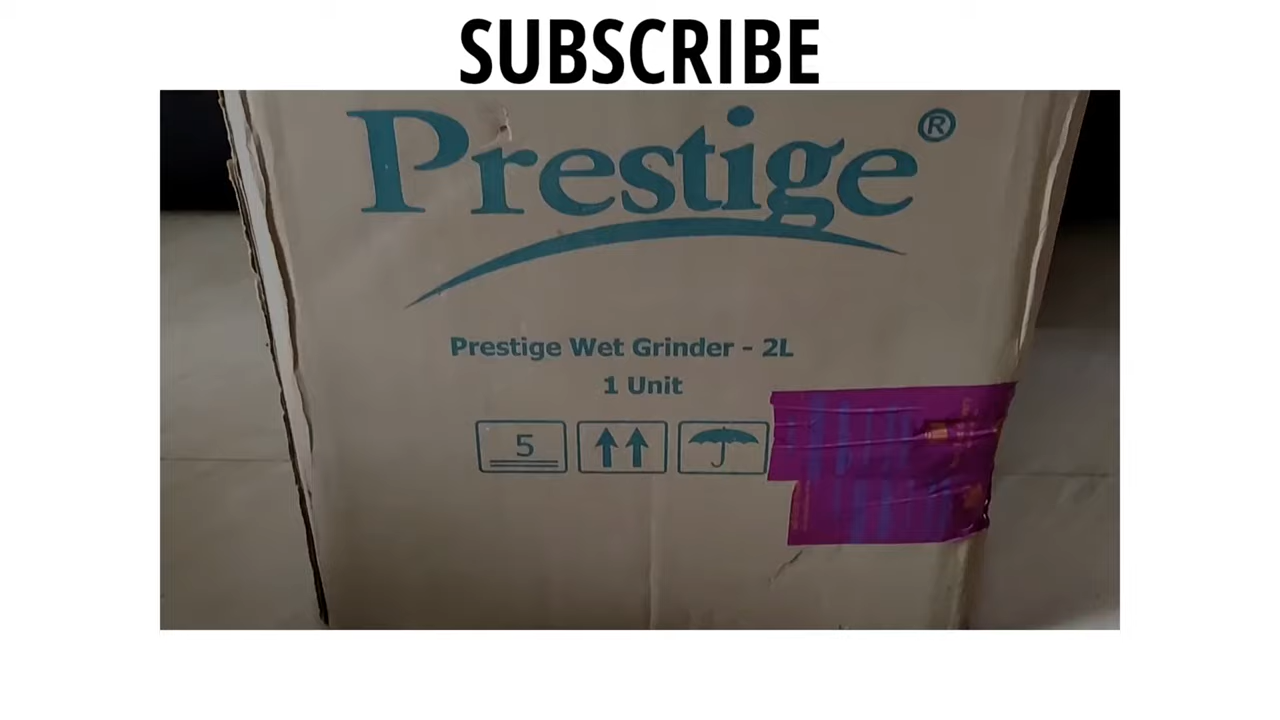 SUBSCRIBE
Prestige®
Prestige Wet Grinder - 2L
1 Unit
5